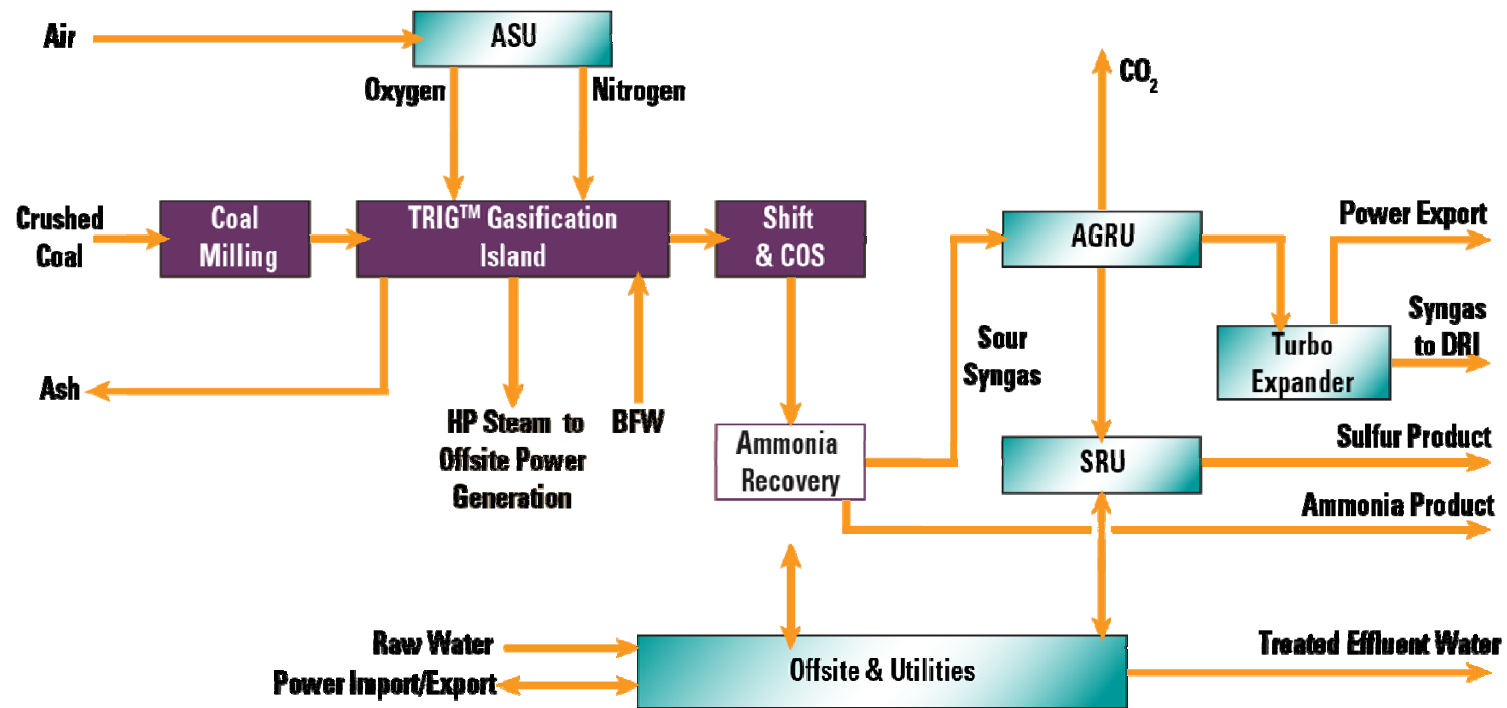 Air
ASU
Oxygen
Nitrogen
CO₂
Crushed
Coal
Coal
Milling
TRIG™ Gasification
Island
Shift
& COS
AGRU
Power Export
Syngas
to DRI
Turbo
Expander
Sour
Syngas
Ash
HP Steam to
Offsite Power
Generation
BFW
Ammonia
Recovery
SRU
Sulfur Product
Ammonia Product
Raw Water
Power Import/Export
Offsite & Utilities
Treated Effluent Water